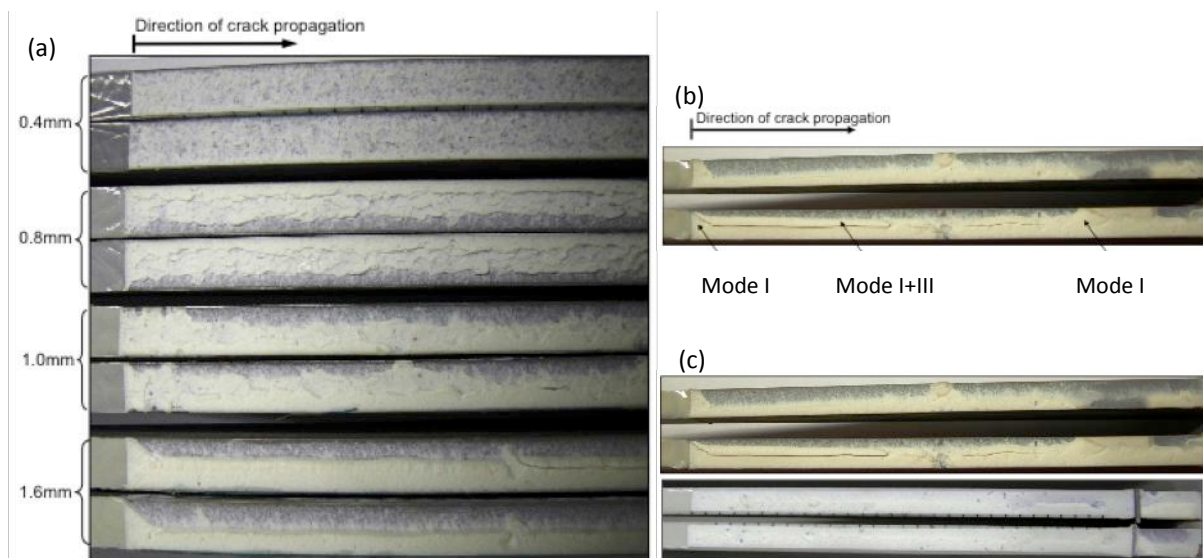 Direction of crack propagation
(a)
0.4mm
0.8mm
1.0mm
1.6mm
(b)
Direction of crack propagation
Mode I
Mode I+III
Mode I
(c)